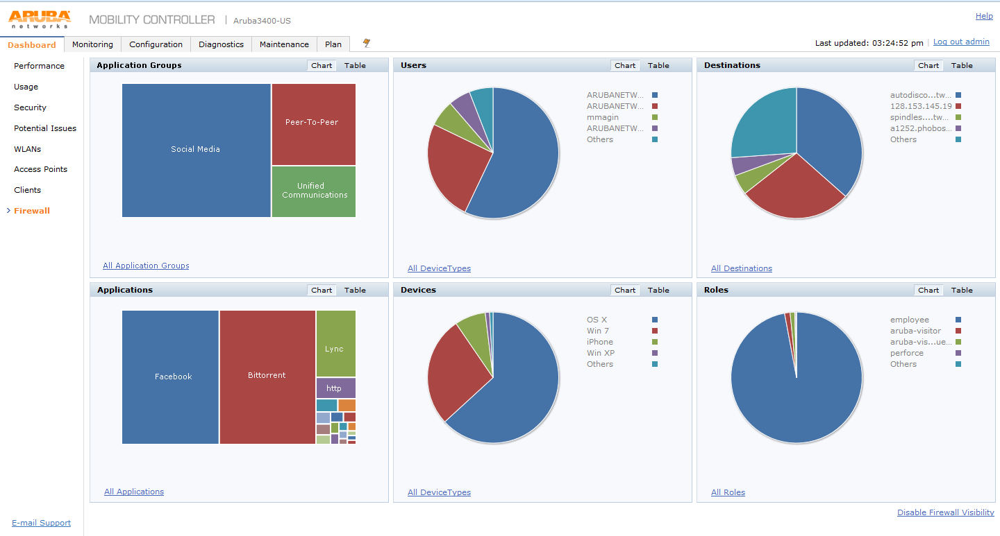 ARUBA
networks
MOBILITY CONTROLLER | Aruba3400-US
Help
Dashboard Monitoring Configuration Diagnostics Maintenance Plan
Last updated: 03:24:52 pm | Log out admin
Performance
Usage
Security
Potential Issues
WLANs
Access Points
Clients
> Firewall
E-mail Support
Application Groups Chart Table
Social Media
Peer-To-Peer
Unified
Communications
All Application Groups
Users Chart Table
ARUBANETW...
ARUBANETW...
mmagin
ARUBANETW...
Others
All DeviceTypes
Destinations Chart Table
autodisco...tw...
128.153.145.19
spindles....tw...
a1252.phobos...
Others
All Destinations
Applications Chart Table
Facebook
Bittorrent
Lync
http
All Applications
Devices Chart Table
OS X
Win 7
iPhone
Win XP
Others
All DeviceTypes
Roles Chart Table
employee
aruba-visitor
aruba-vis...ue...
perforce
Others
All Roles
Disable Firewall Visibility